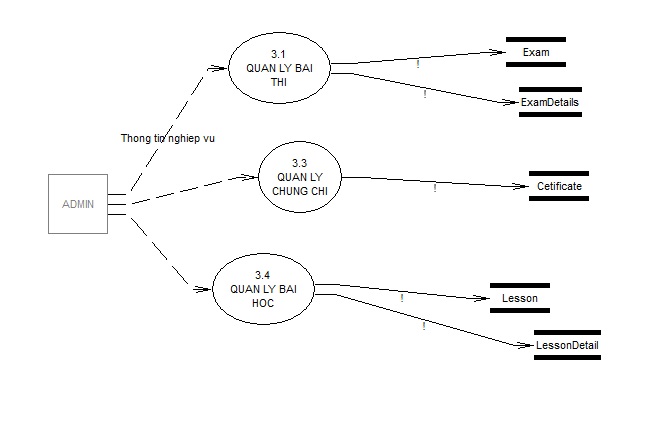 3.1
QUAN LY BAI
THI
Exam
!
!
ExamDetails
Thong tin nghiep vu
3.3
QUAN LY
CHUNG CHI
!
Cetificate
ADMIN
3.4
QUAN LY BAI
HOC
!
Lesson
!
LessonDetail